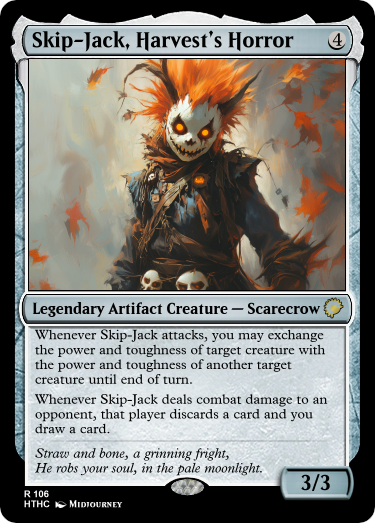 Skip-Jack, Harvest's Horror 4
Legendary Artifact Creature — Scarecrow
Whenever Skip-Jack attacks, you may exchange
the power and toughness of target creature with
the power and toughness of another target
creature until end of turn.
Whenever Skip-Jack deals combat damage to an
opponent, that player discards a card and you
draw a card.
Straw and bone, a grinning fright,
He robs your soul, in the pale moonlight.
3/3
R 106
HTHC MIDJOURNEY